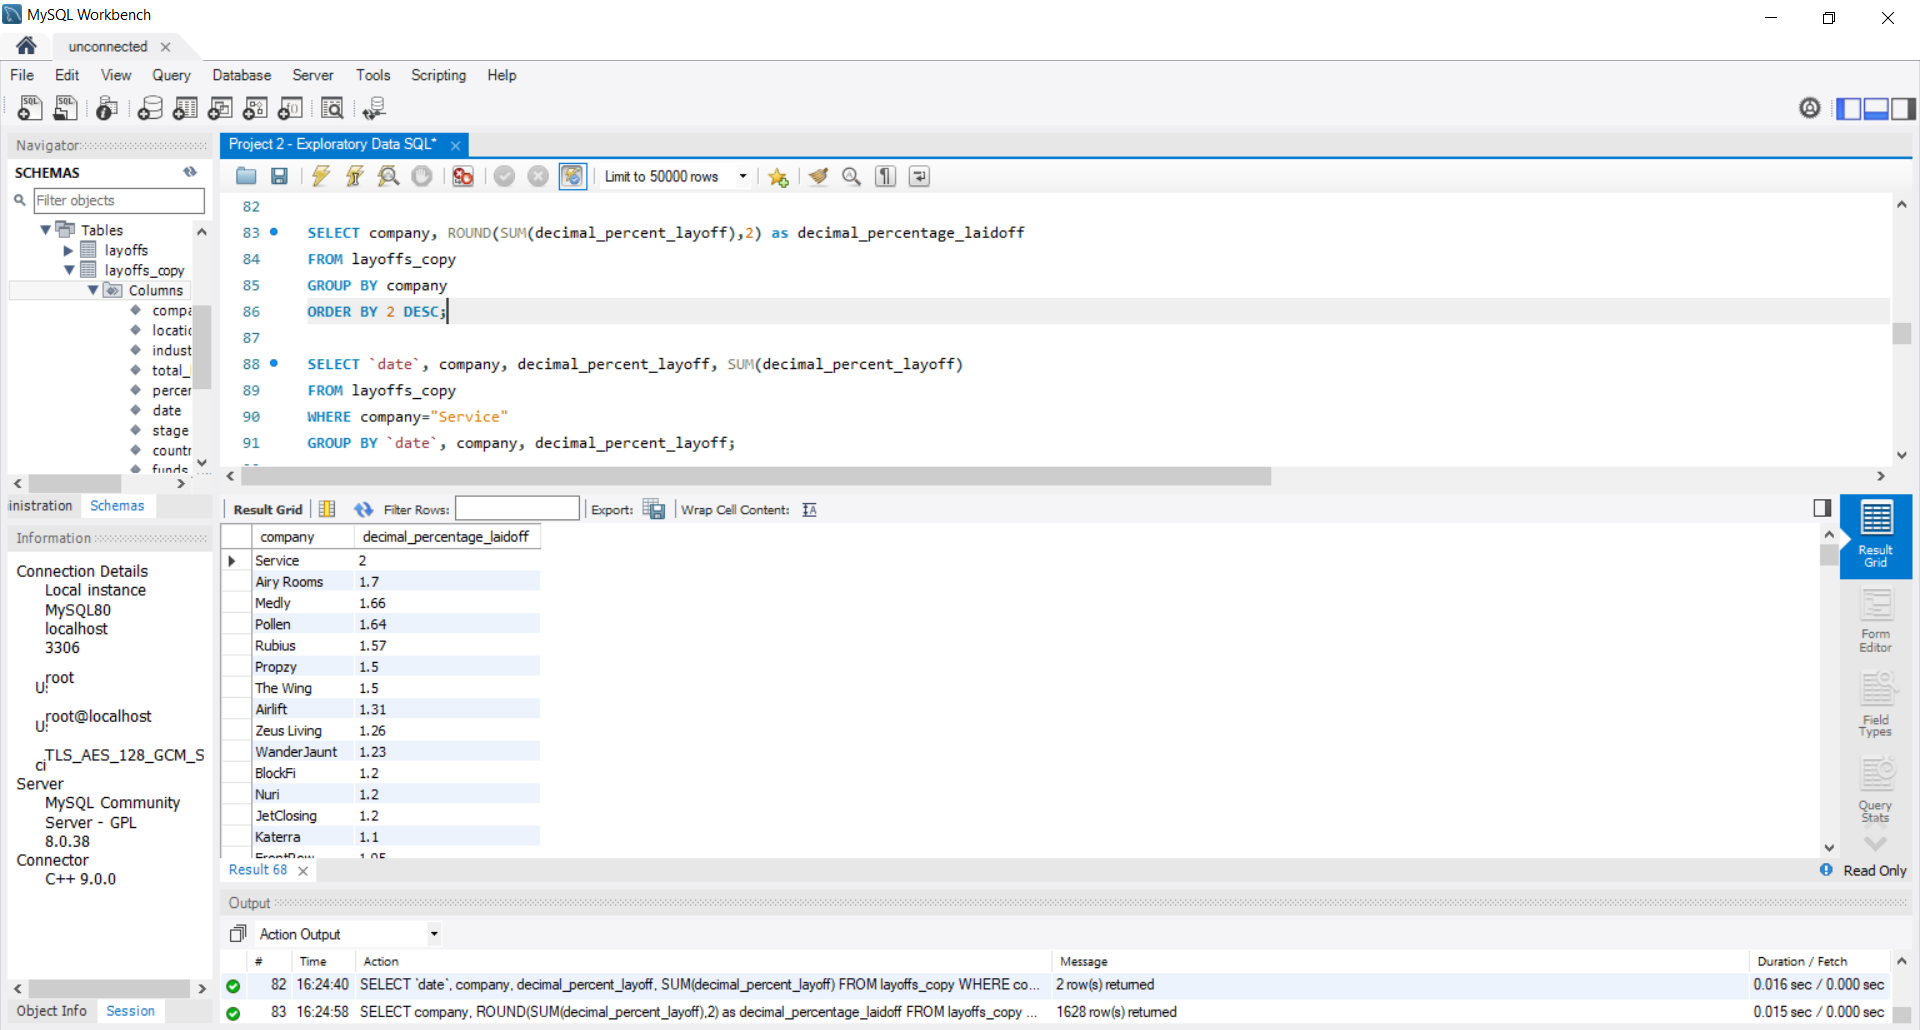 MySQL Workbench
unconnected
File Edit View Query Database Server Tools Scripting Help
Navigator
SCHEMAS
Filter objects
Tables
layoffs
layoffs_copy
Columns
compa
locatio
indust
total_
percer
date
stage
countr
funds
inistration Schemas
Information
Connection Details
Local instance
MySQL80
localhost
3306
root
U:
root@localhost
U:
TLS_AES_128_GCM_S
ci
Server
MySQL Community
Server - GPL
8.0.38
Connector
C++ 9.0.0
Object Info Session
Project 2 - Exploratory Data SQL*
Limit to 50000 rows
82
83 SELECT company, ROUND(SUM(decimal_percent_layoff),2) as decimal_percentage_laidoff
84 FROM layoffs_copy
85 GROUP BY company
86 ORDER BY 2 DESC;
87
88 SELECT `date`, company, decimal_percent_layoff, SUM(decimal_percent_layoff)
89 FROM layoffs_copy
90 WHERE company="Service"
91 GROUP BY `date`, company, decimal_percent_layoff;
Result Grid Filter Rows: Export: Wrap Cell Content:
company decimal_percentage_laidoff
Service 2
Airy Rooms 1.7
Medly 1.66
Pollen 1.64
Rubius 1.57
Propzy 1.5
The Wing 1.5
Airlift 1.31
Zeus Living 1.26
WanderJaunt 1.23
BlockFi 1.2
Nuri 1.2
JetClosing 1.2
Katerra 1.1
FrontRow 1.05
Result Grid
Form Editor
Field Types
Query Stats
Result 68
Read Only
Output
Action Output
# Time Action Message Duration / Fetch
82 16:24:40 SELECT `date`, company, decimal_percent_layoff, SUM(decimal_percent_layoff) FROM layoffs_copy WHERE co... 2 row(s) returned 0.016 sec / 0.000 sec
83 16:24:58 SELECT company, ROUND(SUM(decimal_percent_layoff),2) as decimal_percentage_laidoff FROM layoffs_copy ... 1628 row(s) returned 0.015 sec / 0.000 sec